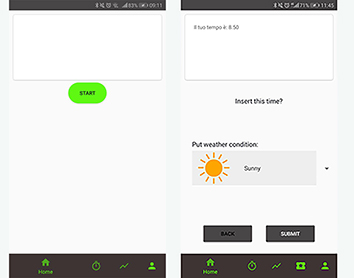 83% 09:11
START
Home
71% 11:45
Il tuo tempo è: 8:50
Insert this time?
Put weather condition:
Sunny
BACK SUBMIT
Home